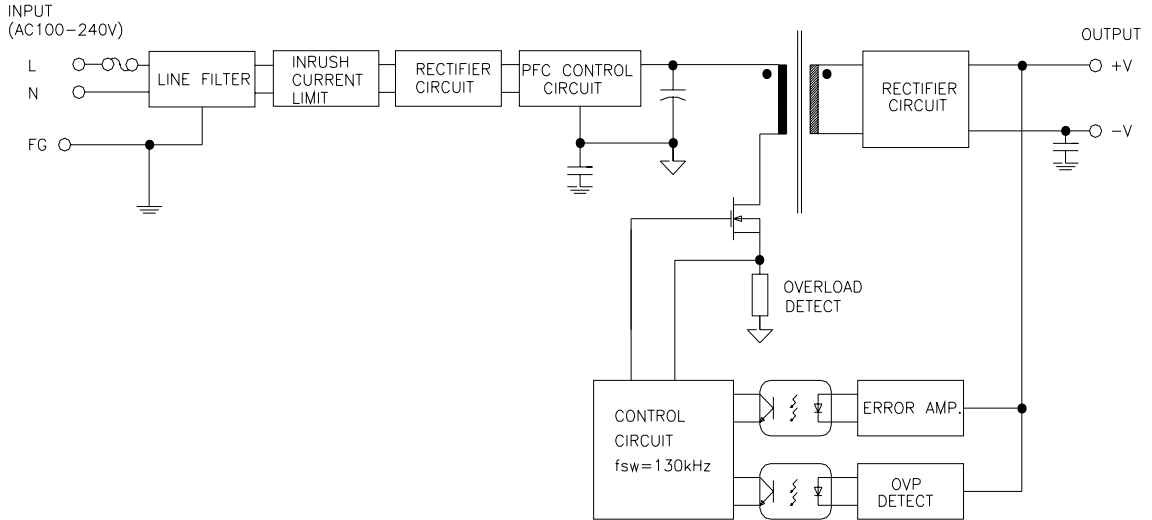 INPUT
(AC100-240V)
OUTPUT
L
LINE FILTER
INRUSH
CURRENT
LIMIT
RECTIFIER
CIRCUIT
PFC CONTROL
CIRCUIT
RECTIFIER
CIRCUIT
+V
N
-V
FG
OVERLOAD
DETECT
CONTROL
CIRCUIT
fsw=130kHz
ERROR AMP.
OVP
DETECT